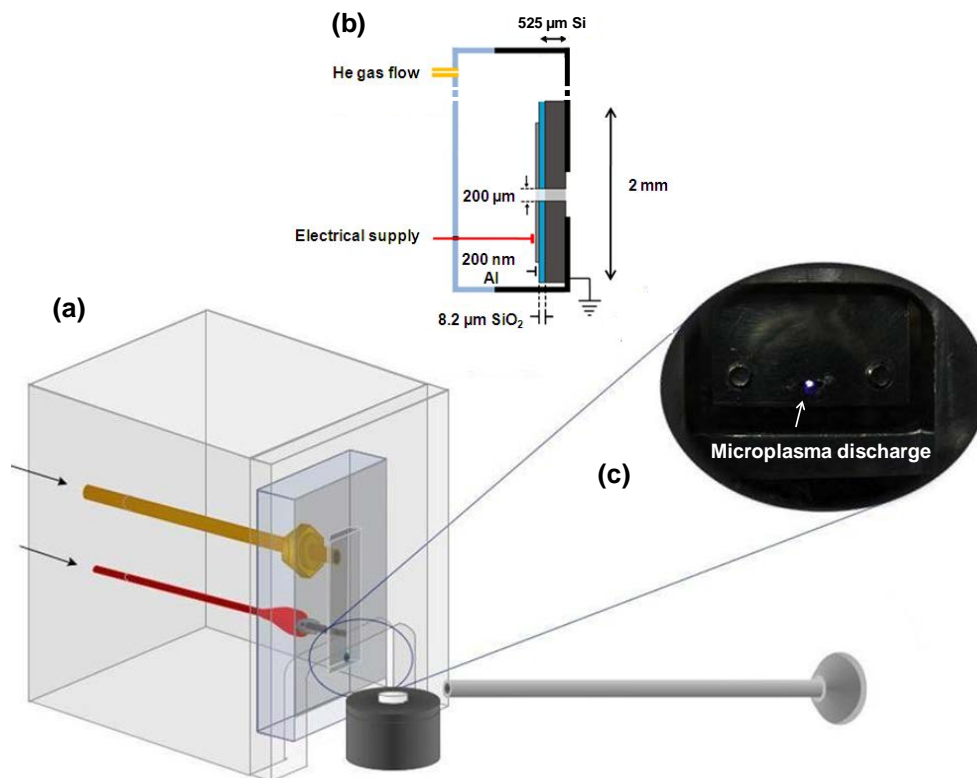 (b)
525 µm Si
He gas flow
200 µm
2 mm
Electrical supply
200 nm
Al
8.2 µm SiO₂
(a)
Microplasma discharge
(c)